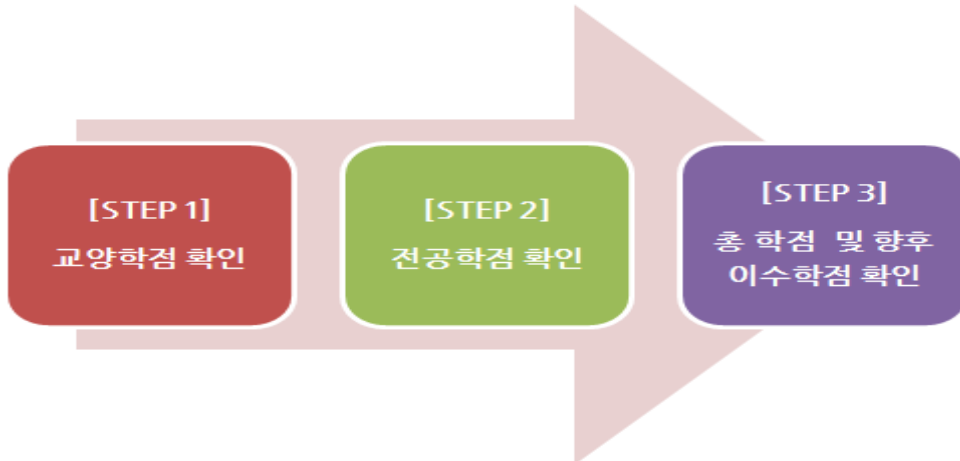 [STEP 1]
교양학점 확인
[STEP 2]
전공학점 확인
[STEP 3]
총 학점 및 향후
이수학점 확인